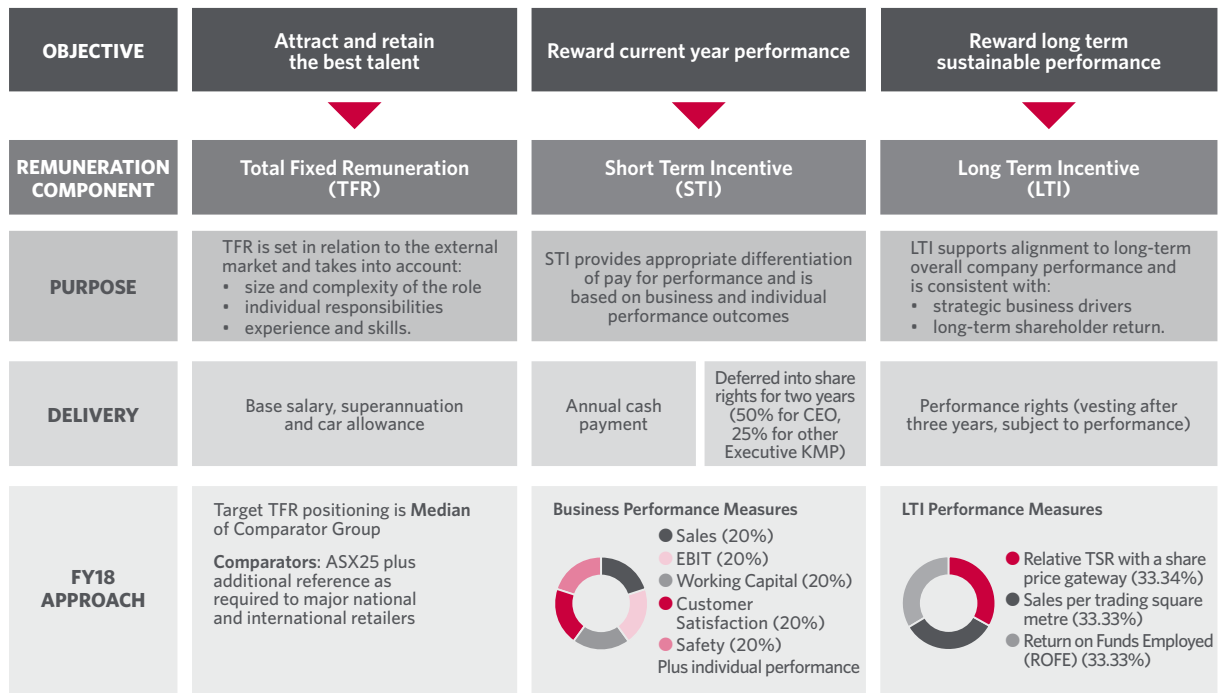 OBJECTIVE
Attract and retain
the best talent
Reward current year performance
Reward long term
sustainable performance
REMUNERATION
COMPONENT
Total Fixed Remuneration
(TFR)
Short Term Incentive
(STI)
Long Term Incentive
(LTI)
PURPOSE
TFR is set in relation to the external
market and takes into account:
• size and complexity of the role
• individual responsibilities
• experience and skills.
STI provides appropriate differentiation
of pay for performance and is
based on business and individual
performance outcomes
LTI supports alignment to long-term
overall company performance and
is consistent with:
• strategic business drivers
• long-term shareholder return.
DELIVERY
Base salary, superannuation
and car allowance
Annual cash
payment
Deferred into share
rights for two years
(50% for CEO,
25% for other
Executive KMP)
Performance rights (vesting after
three years, subject to performance)
FY18
APPROACH
Target TFR positioning is Median
of Comparator Group
Comparators: ASX25 plus
additional reference as
required to major national
and international retailers
Business Performance Measures
Sales (20%)
EBIT (20%)
Working Capital (20%)
Customer
Satisfaction (20%)
Safety (20%)
Plus individual performance
LTI Performance Measures
Relative TSR with a share
price gateway (33.34%)
Sales per trading square
metre (33.33%)
Return on Funds Employed
(ROFE) (33.33%)